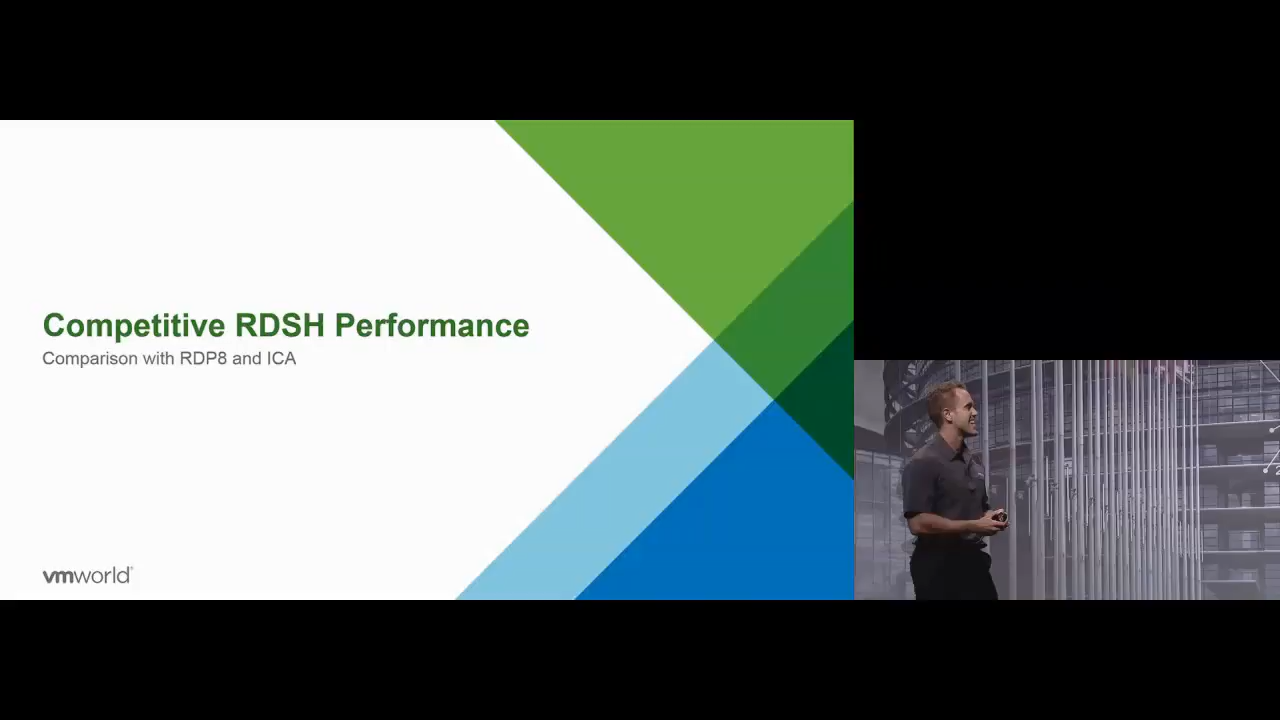 Competitive RDSH Performance
Comparison with RDP8 and ICA
vmworld